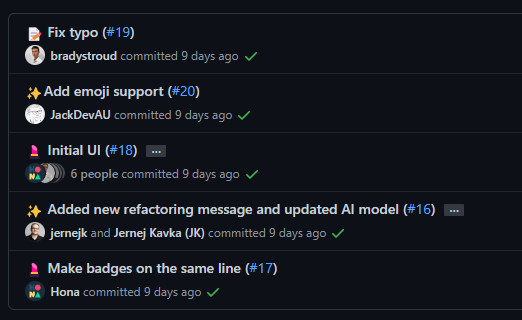 📝 Fix typo (#19)
bradystroud committed 9 days ago
✨Add emoji support (#20)
JackDevAU committed 9 days ago
💄 Initial UI (#18) ...
6 people committed 9 days ago
✨ Added new refactoring message and updated AI model (#16) ...
jernejk and Jernej Kavka (JK) committed 9 days ago
💄 Make badges on the same line (#17)
Hona committed 9 days ago